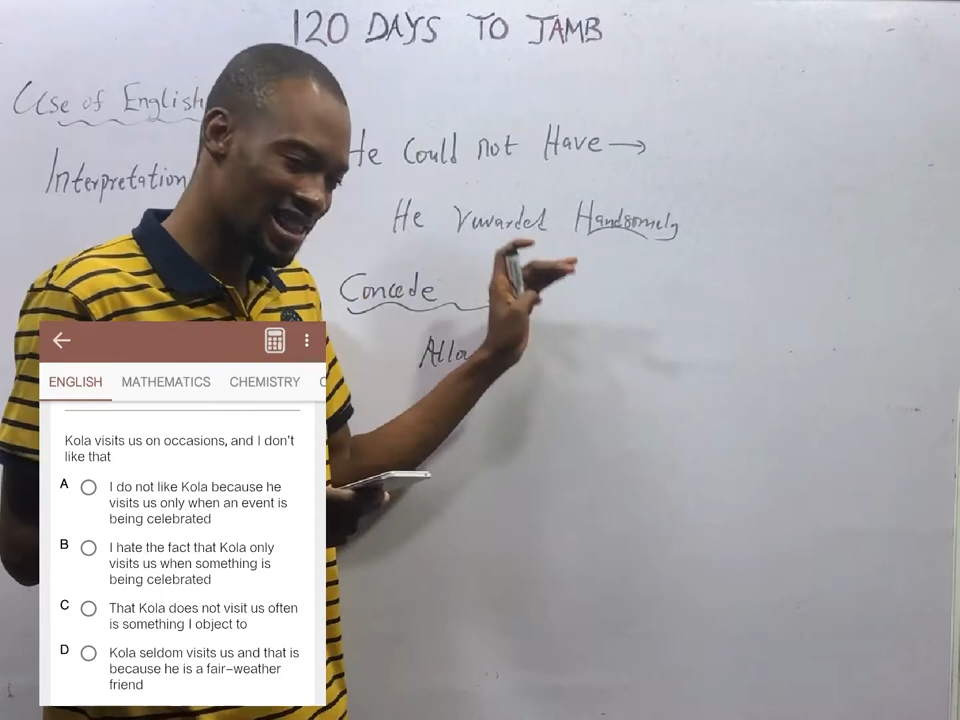 120 DAYS TO JAMB
Use of English
Interpretation
He Could not Have →
He rewarded Handsomely
Concede
ENGLISH MATHEMATICS CHEMISTRY
Kola visits us on occasions, and I don't
like that
A I do not like Kola because he
visits us only when an event is
being celebrated
B I hate the fact that Kola only
visits us when something is
being celebrated
C That Kola does not visit us often
is something I object to
D Kola seldom visits us and that is
because he is a fair–weather
friend